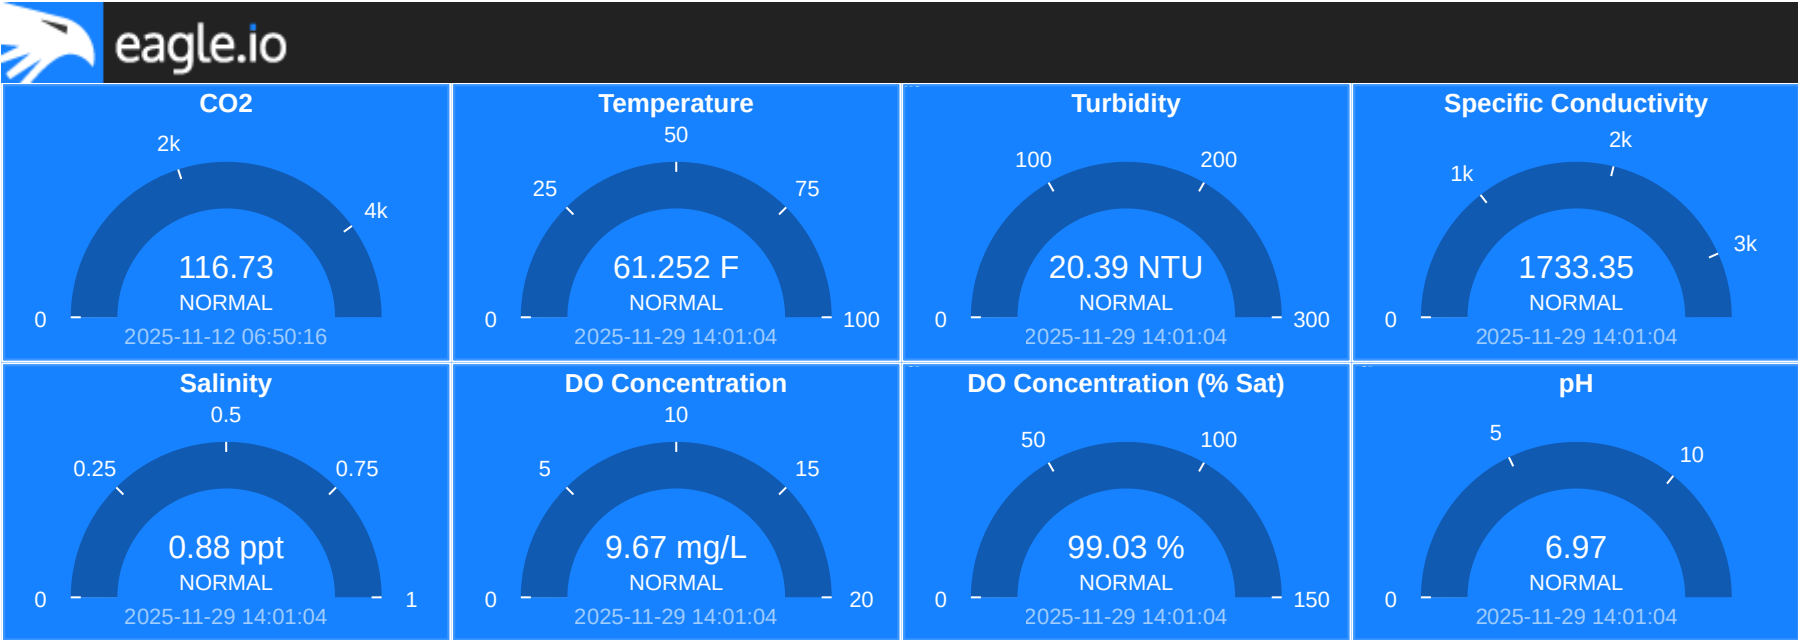 eagle.io
CO2
2k
4k
116.73
NORMAL
0
2025-11-12 06:50:16
Temperature
50
25
75
61.252 F
NORMAL
0
100
2025-11-29 14:01:04
Turbidity
100
200
20.39 NTU
NORMAL
0
300
2025-11-29 14:01:04
Specific Conductivity
2k
1k
3k
1733.35
NORMAL
0
2025-11-29 14:01:04
Salinity
0.5
0.25
0.75
0.88 ppt
NORMAL
0
1
2025-11-29 14:01:04
DO Concentration
10
5
15
9.67 mg/L
NORMAL
0
20
2025-11-29 14:01:04
DO Concentration (% Sat)
50
100
99.03 %
NORMAL
0
150
2025-11-29 14:01:04
pH
5
10
6.97
NORMAL
0
2025-11-29 14:01:04